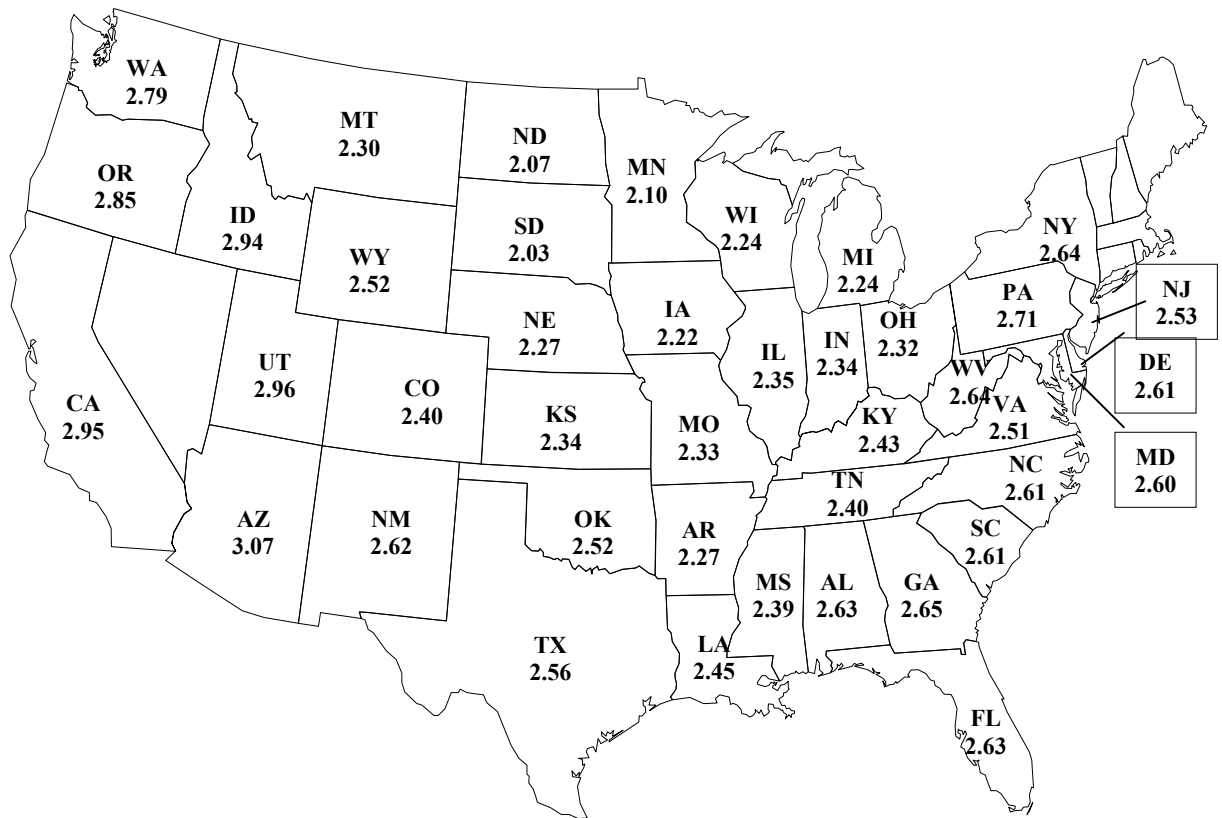 WA
2.79
MT
2.30
ND
2.07
MN
2.10
OR
2.85
ID
2.94
SD
2.03
WI
2.24
NY
2.64
WY
2.52
MI
2.24
NJ
2.53
PA
2.71
NE
2.27
IA
2.22
OH
2.32
IN
2.34
IL
2.35
UT
2.96
DE
2.61
WV
2.64
CO
2.40
CA
2.95
KS
2.34
MO
2.33
KY
2.43
VA
2.51
MD
2.60
NC
2.61
TN
2.40
AZ
3.07
NM
2.62
OK
2.52
AR
2.27
SC
2.61
MS
2.39
AL
2.63
GA
2.65
TX
2.56
LA
2.45
FL
2.63